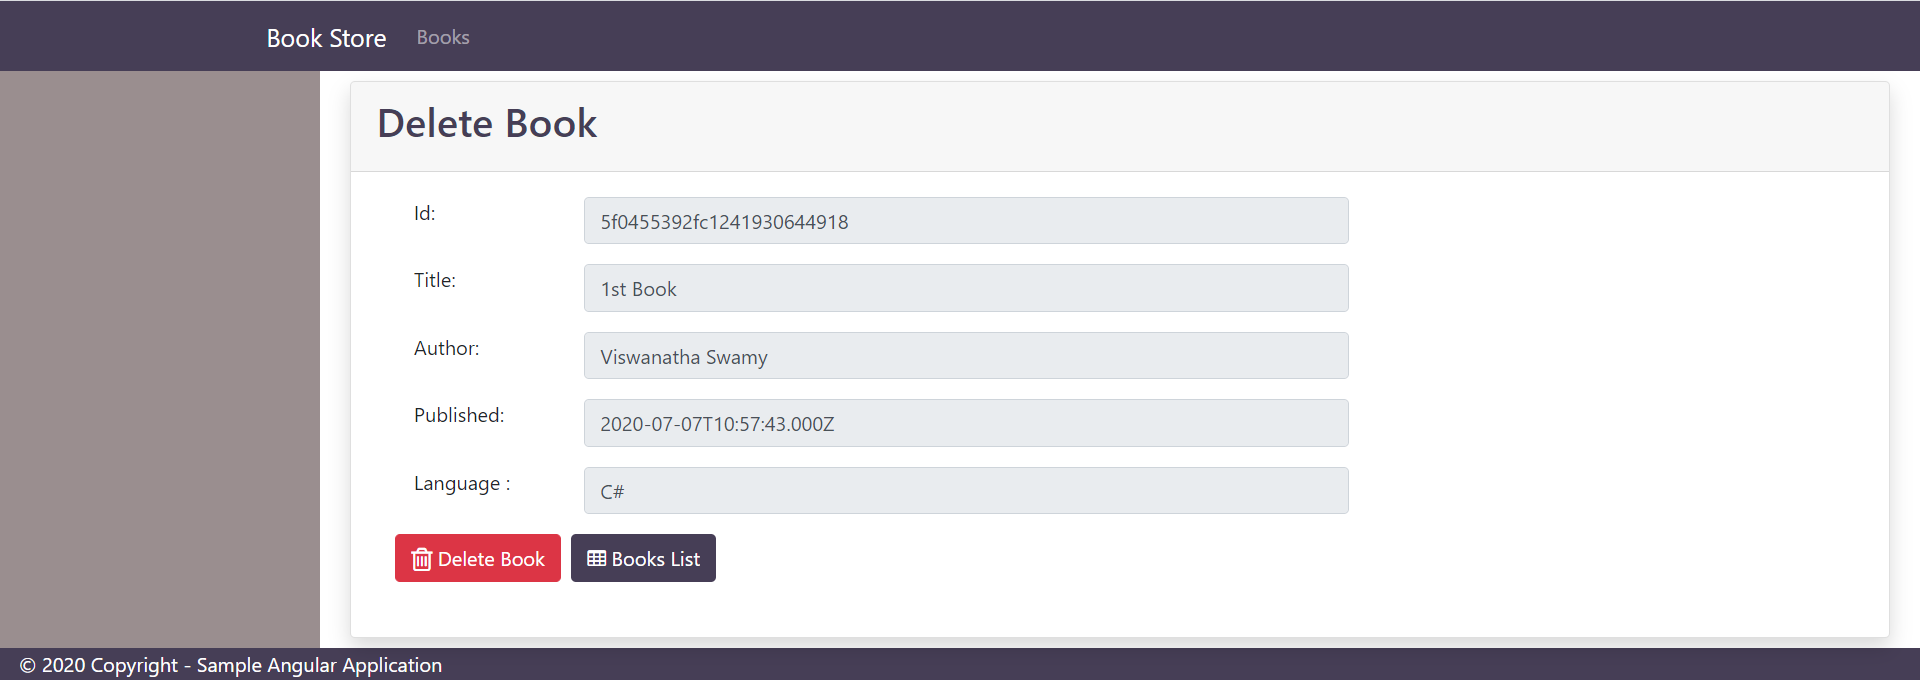 Book Store Books
Delete Book
Id: 5f0455392fc1241930644918
Title: 1st Book
Author: Viswanatha Swamy
Published: 2020-07-07T10:57:43.000Z
Language : C#
Delete Book Books List
© 2020 Copyright - Sample Angular Application